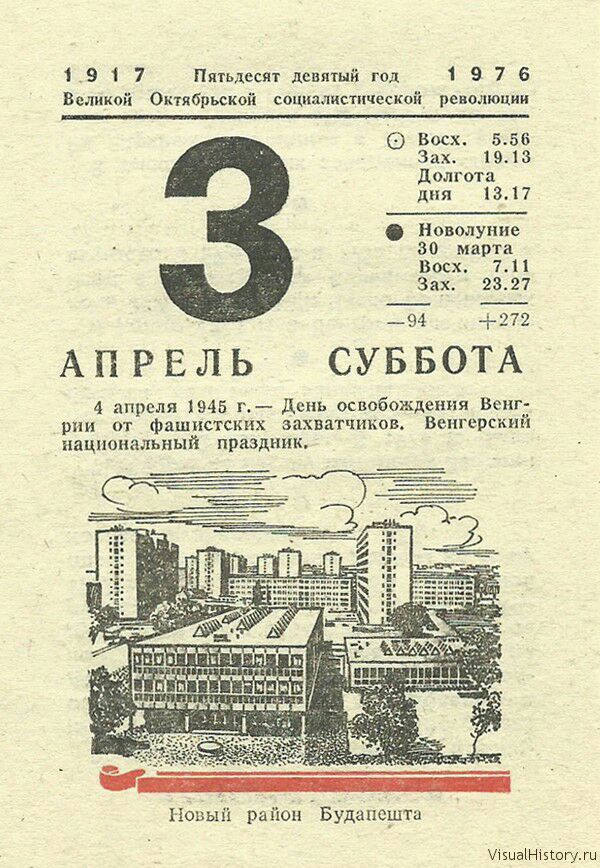 1917 Пятьдесят девятый год 1976
Великой Октябрьской социалистической революции
3
Восх. 5.56
Зах. 19.13
Долгота
дня 13.17
Новолуние
30 марта
Восх. 7.11
Зах. 23.27
—94 +272
АПРЕЛЬ СУББОТА
4 апреля 1945 г.— День освобождения Венг-
рии от фашистских захватчиков. Венгерский
национальный праздник.
Новый район Будапешта
VisualHistory.ru